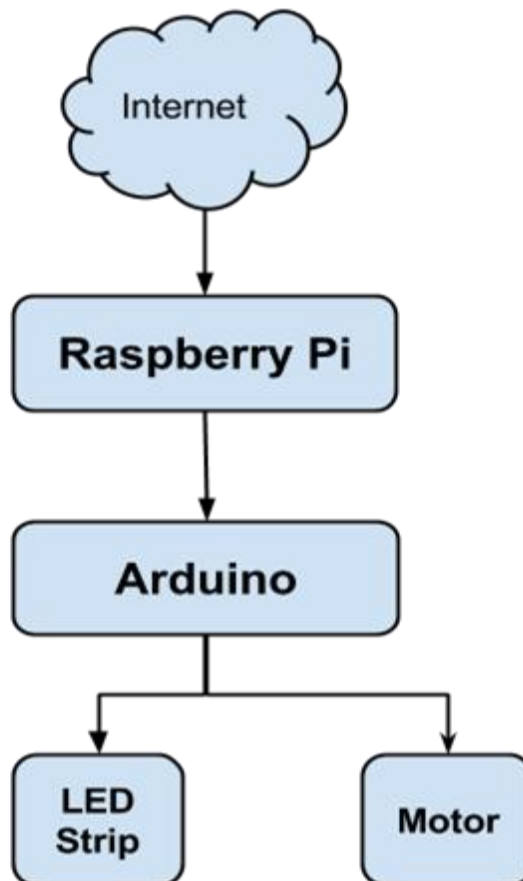 Internet
Raspberry Pi
Arduino
LED
Strip
Motor